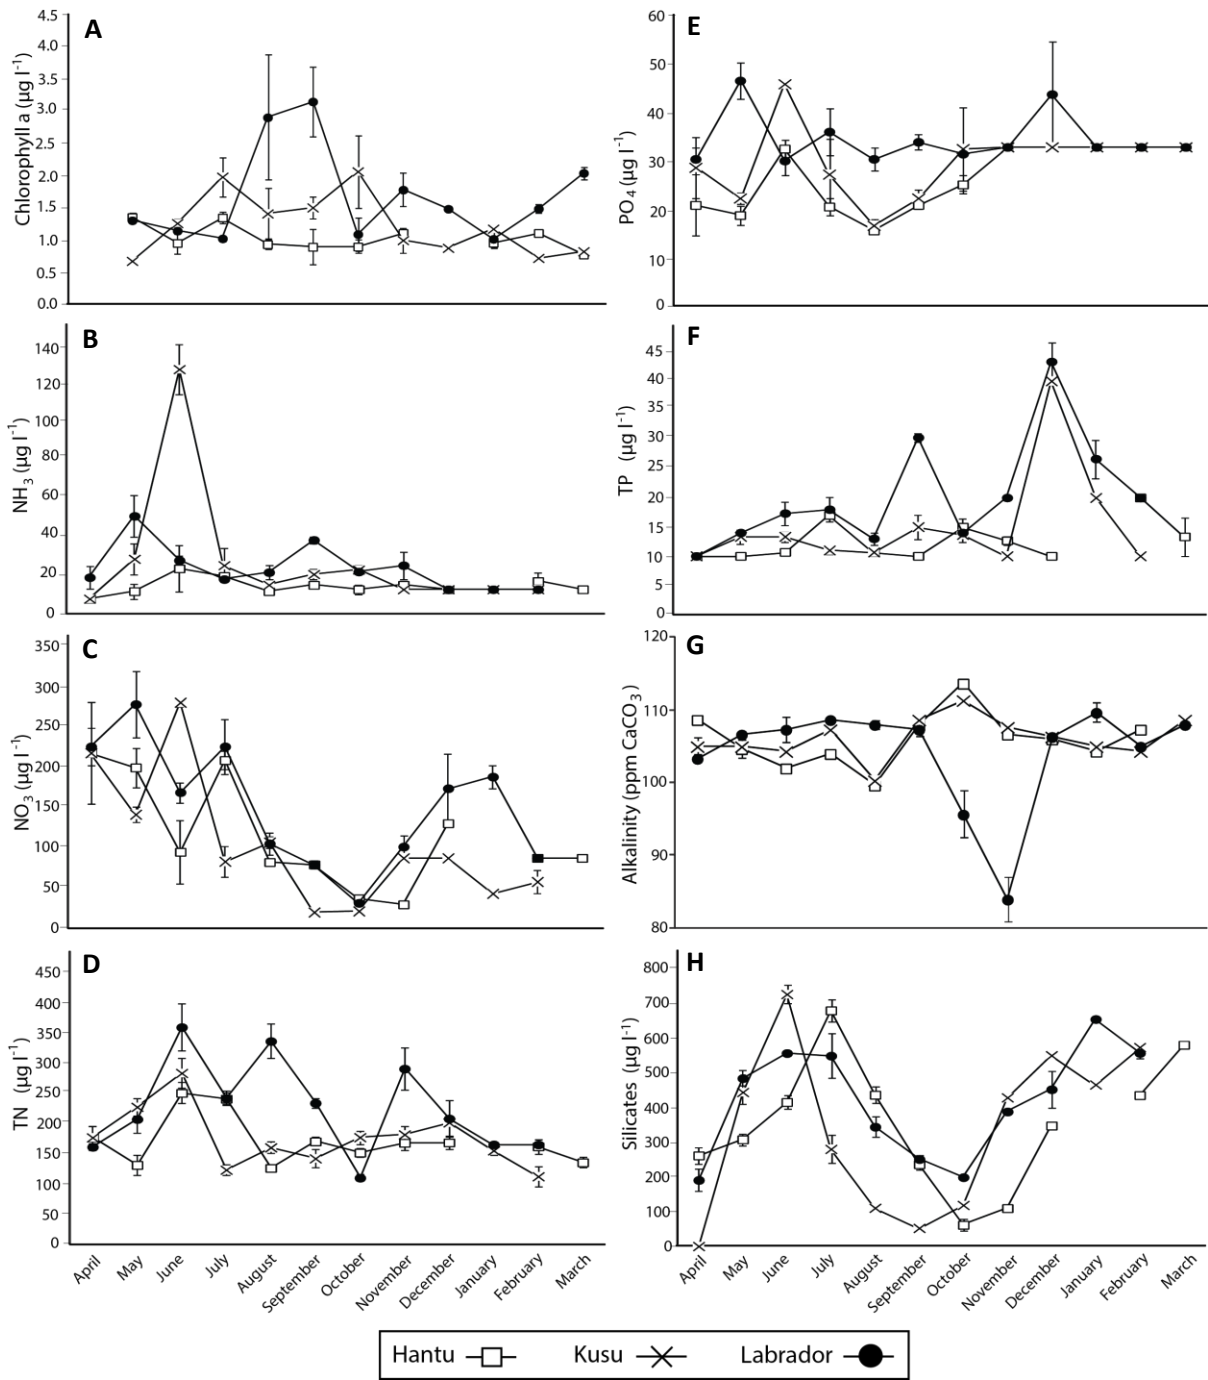 A
Chlorophyll a (µg l⁻¹)
4.5
4.0
3.5
3.0
2.5
2.0
1.5
1.0
0.5
0.0
B
NH₃ (µg l⁻¹)
140
120
100
80
60
40
20
0
C
NO₃ (µg l⁻¹)
350
300
250
200
150
100
50
0
D
TN (µg l⁻¹)
450
400
350
300
250
200
150
100
50
0
April
May
June
July
August
September
October
November
December
January
February
March
E
PO₄ (µg l⁻¹)
60
50
40
30
20
10
0
F
TP (µg l⁻¹)
45
40
35
30
25
20
15
10
5
0
G
Alkalinity (ppm CaCO₃)
120
110
100
90
80
H
Silicates (µg l⁻¹)
800
700
600
500
400
300
200
100
0
April
May
June
July
August
September
October
November
December
January
February
March
Hantu Kusu Labrador